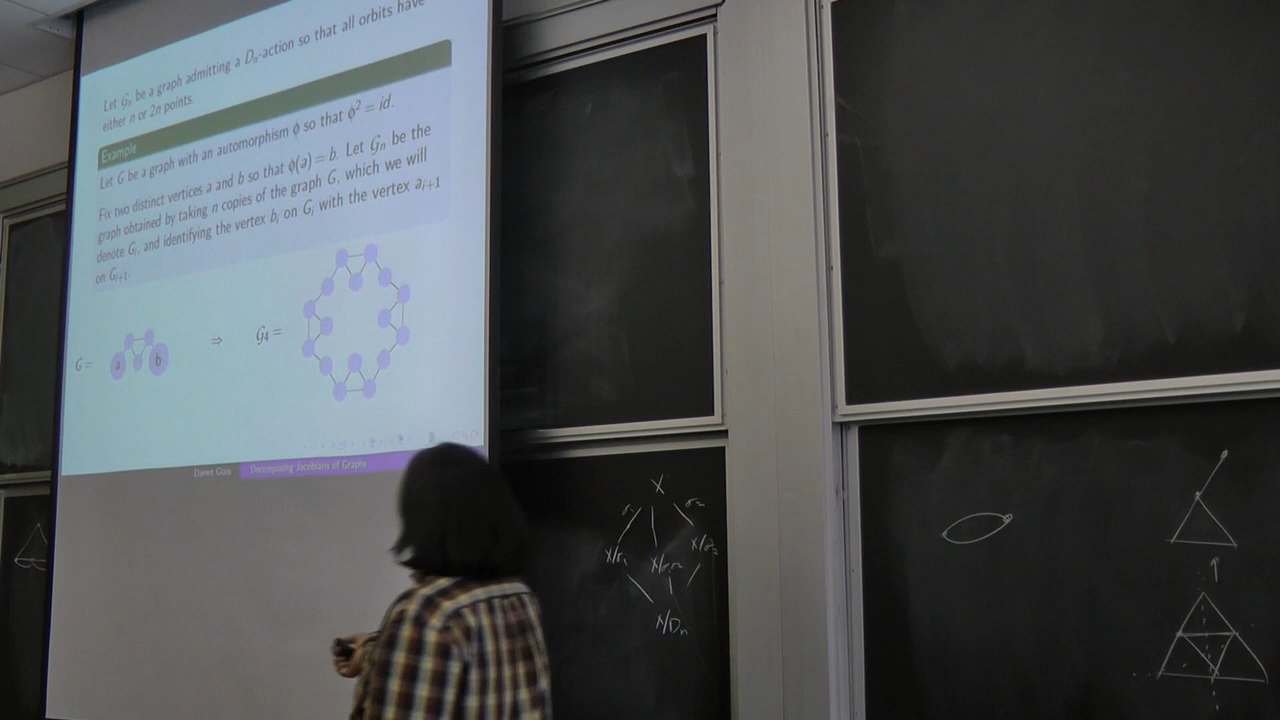 Let 𝒢ₙ be a graph admitting a Dₙ-action so that all orbits have
either n or 2n points.
Example
Let G be a graph with an automorphism ϕ so that ϕ² = id.
Fix two distinct vertices a and b so that ϕ(a) = b. Let 𝒢ₙ be the
graph obtained by taking n copies of the graph G, which we will
denote Gᵢ, and identifying the vertex bᵢ on Gᵢ with the vertex aᵢ₊₁
on Gᵢ₊₁.
G = a b ⇒ 𝒢₄ =
Darren Glass Decomposing Jacobians of Graphs
X
σ₁ σ₂
X/σ₁ X/σ₂
X/Dₙ